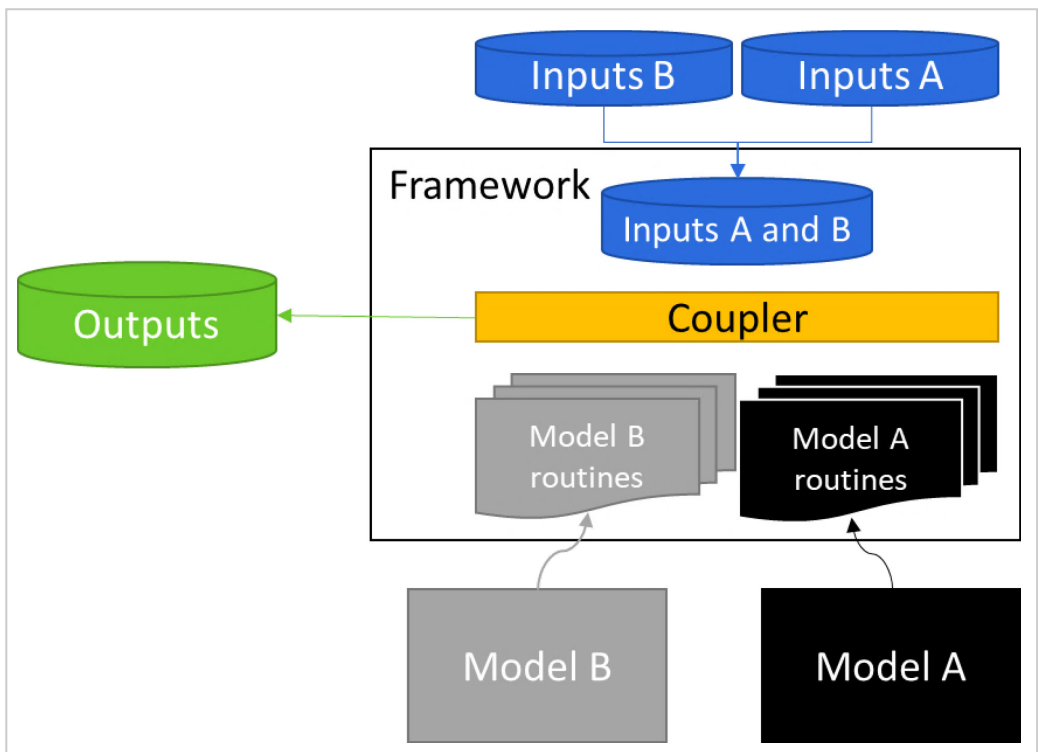 Inputs B
Inputs A
Framework
Inputs A and B
Outputs
Coupler
Model B
routines
Model A
routines
Model B
Model A